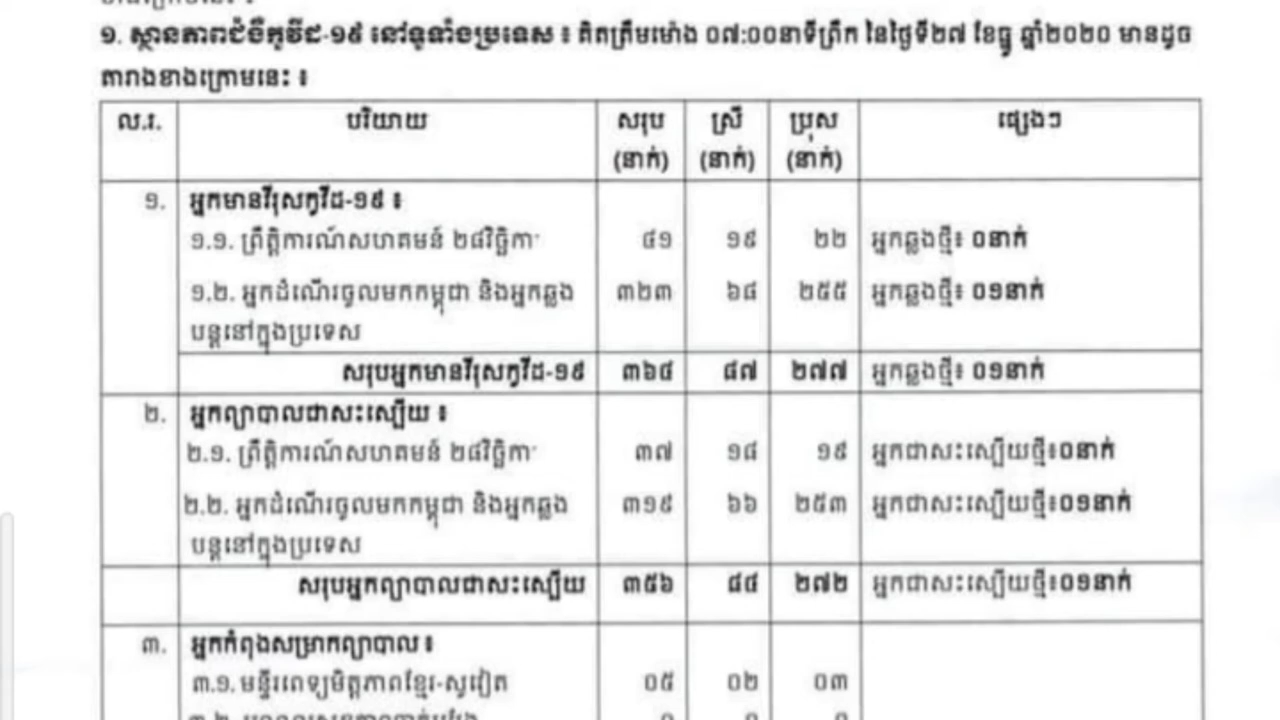 ១. ស្ថានភាពជំងឺកូវីដ-១៩ នៅទូទាំងប្រទេស ៖ គិតត្រឹមម៉ោង ០៧:០០នាទីព្រឹក នៃថ្ងៃទី២៧ ខែធ្នូ ឆ្នាំ២០២០ មានដូច
តារាងខាងក្រោមនេះ ៖
ល.រ. បរិយាយ សរុប ស្រី ប្រុស ផ្សេងៗ
(នាក់) (នាក់) (នាក់)
១. អ្នកមានវីរុសកូវីដ-១៩ ៖
១.១. ព្រឹត្តិការណ៍សហគមន៍ ២៨វិច្ឆិកា ៤១ ១៩ ២២ អ្នកឆ្លងថ្មី៖ ០នាក់
១.២. អ្នកដំណើរចូលមកកម្ពុជា និងអ្នកឆ្លង ៣២៣ ៦៨ ២៥៥ អ្នកឆ្លងថ្មី៖ ០១នាក់
បន្តនៅក្នុងប្រទេស
សរុបអ្នកមានវីរុសកូវីដ-១៩ ៣៦៤ ៨៧ ២៧៧ អ្នកឆ្លងថ្មី៖ ០១នាក់
២. អ្នកព្យាបាលជាសះស្បើយ ៖
២.១. ព្រឹត្តិការណ៍សហគមន៍ ២៨វិច្ឆិកា ៣៧ ១៨ ១៩ អ្នកជាសះស្បើយថ្មី៖០នាក់
២.២. អ្នកដំណើរចូលមកកម្ពុជា និងអ្នកឆ្លង ៣១៩ ៦៦ ២៥៣ អ្នកជាសះស្បើយថ្មី៖០១នាក់
បន្តនៅក្នុងប្រទេស
សរុបអ្នកព្យាបាលជាសះស្បើយ ៣៥៦ ៨៤ ២៧២ អ្នកជាសះស្បើយថ្មី៖០១នាក់
៣. អ្នកកំពុងសម្រាកព្យាបាល ៖
៣.១. មន្ទីរពេទ្យមិត្តភាពខ្មែរ-សូវៀត ០៥ ០២ ០៣